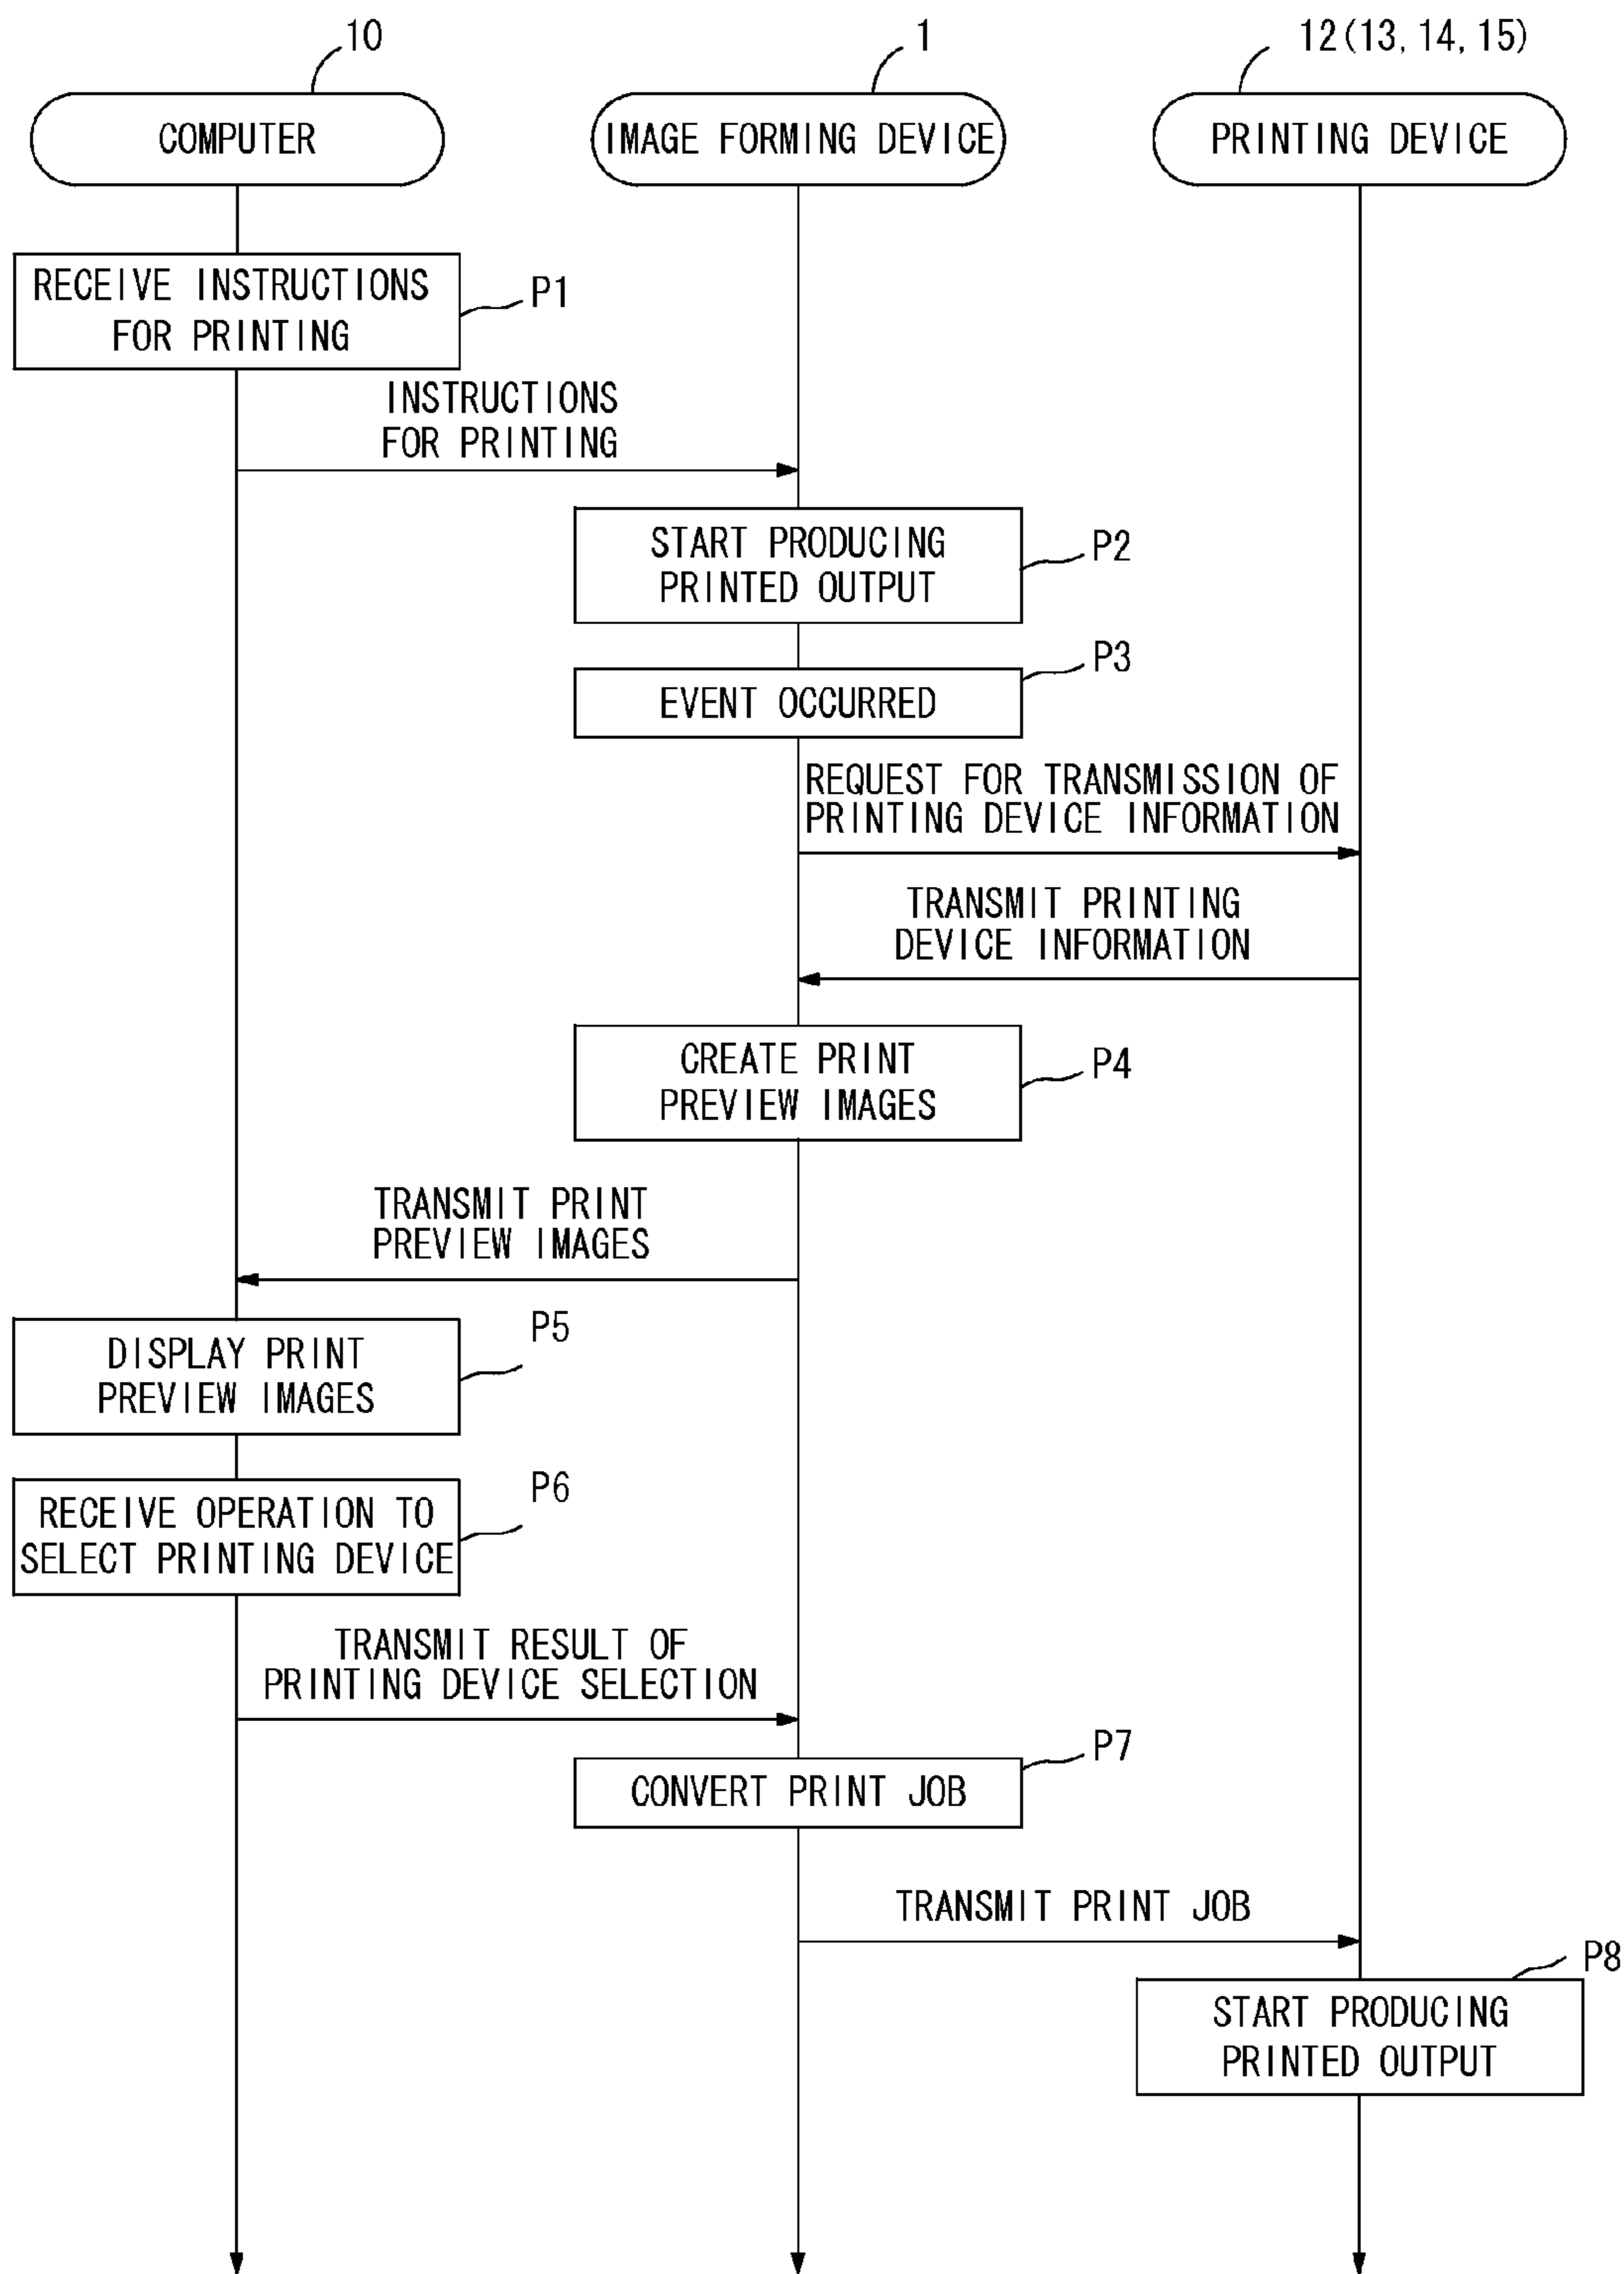 10
1
12(13, 14, 15)
COMPUTER
IMAGE FORMING DEVICE
PRINTING DEVICE
RECEIVE INSTRUCTIONS
FOR PRINTING
P1
INSTRUCTIONS
FOR PRINTING
START PRODUCING
PRINTED OUTPUT
P2
EVENT OCCURRED
P3
REQUEST FOR TRANSMISSION OF
PRINTING DEVICE INFORMATION
TRANSMIT PRINTING
DEVICE INFORMATION
CREATE PRINT
PREVIEW IMAGES
P4
TRANSMIT PRINT
PREVIEW IMAGES
DISPLAY PRINT
PREVIEW IMAGES
P5
RECEIVE OPERATION TO
SELECT PRINTING DEVICE
P6
TRANSMIT RESULT OF
PRINTING DEVICE SELECTION
CONVERT PRINT JOB
P7
TRANSMIT PRINT JOB
START PRODUCING
PRINTED OUTPUT
P8